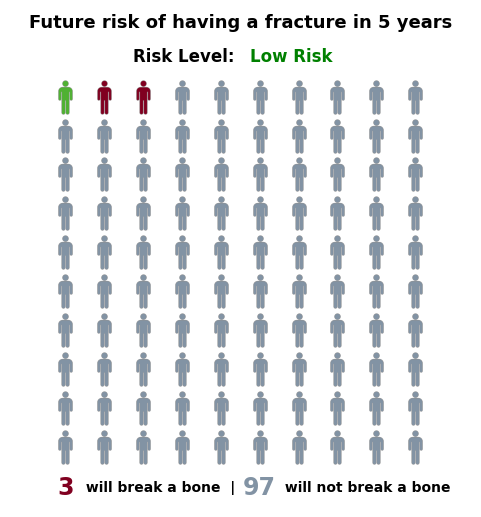 Future risk of having a fracture in 5 years
Risk Level: Low Risk
3 will break a bone | 97 will not break a bone